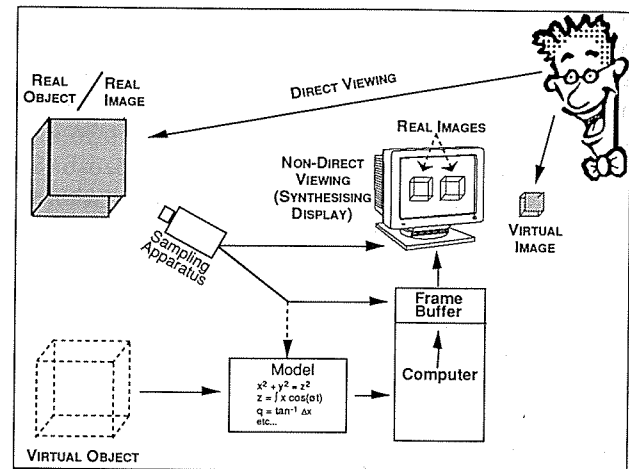 REAL OBJECT / REAL IMAGE
DIRECT VIEWING
REAL IMAGES
NON-DIRECT
VIEWING
(SYNTHESISING
DISPLAY)
VIRTUAL
IMAGE
Sampling
Apparatus
Frame
Buffer
Computer
Model
x² + y² = z²
z = ∫ x cos(øt)
q = tan⁻¹ Δx
etc...
VIRTUAL OBJECT